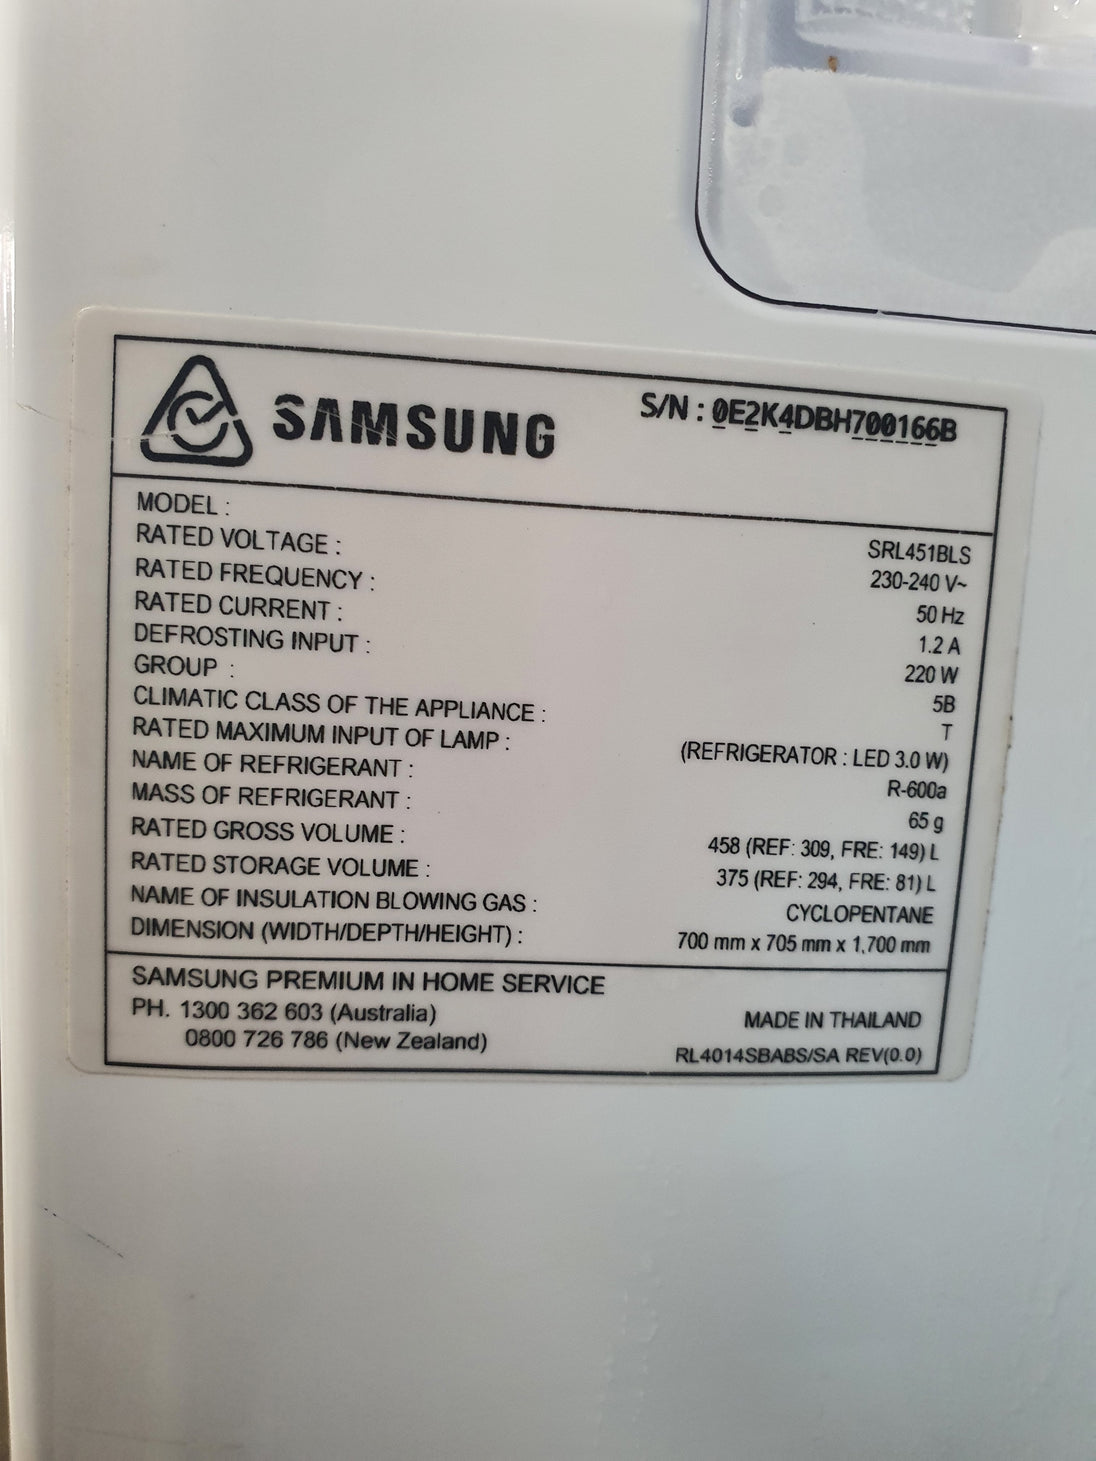 SAMSUNG S/N : 0E2K4DBH700166B
MODEL : SRL451BLS
RATED VOLTAGE : 230-240 V~
RATED FREQUENCY : 50 Hz
RATED CURRENT : 1.2 A
DEFROSTING INPUT : 220 W
GROUP : 5B
CLIMATIC CLASS OF THE APPLIANCE : T
RATED MAXIMUM INPUT OF LAMP : (REFRIGERATOR : LED 3.0 W)
NAME OF REFRIGERANT : R-600a
MASS OF REFRIGERANT : 65 g
RATED GROSS VOLUME : 458 (REF: 309, FRE: 149) L
RATED STORAGE VOLUME : 375 (REF: 294, FRE: 81) L
NAME OF INSULATION BLOWING GAS : CYCLOPENTANE
DIMENSION (WIDTH/DEPTH/HEIGHT) : 700 mm x 705 mm x 1,700 mm
SAMSUNG PREMIUM IN HOME SERVICE
PH. 1300 362 603 (Australia) MADE IN THAILAND
0800 726 786 (New Zealand) RL4014SBABS/SA REV(0.0)